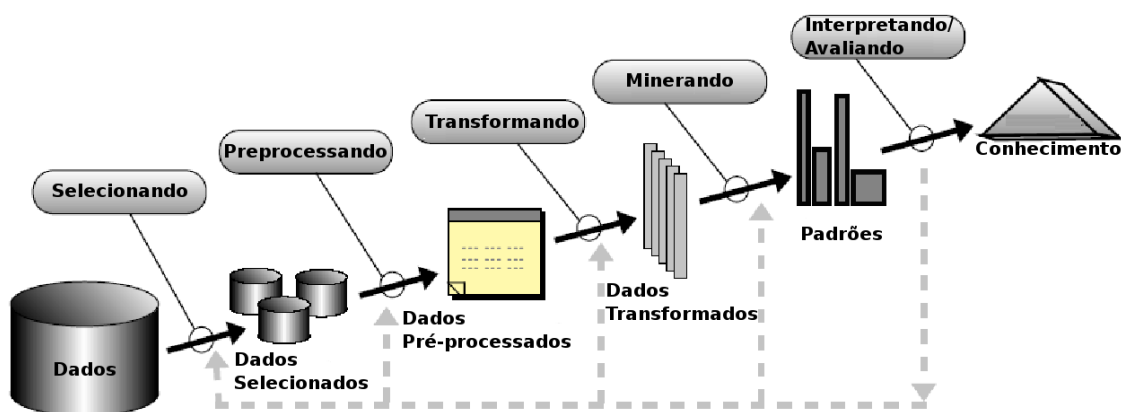 Selecionando
Preprocessando
Transformando
Minerando
Interpretando/
Avaliando
Dados
Dados
Selecionados
Dados
Pré-processados
Dados
Transformados
Padrões
Conhecimento